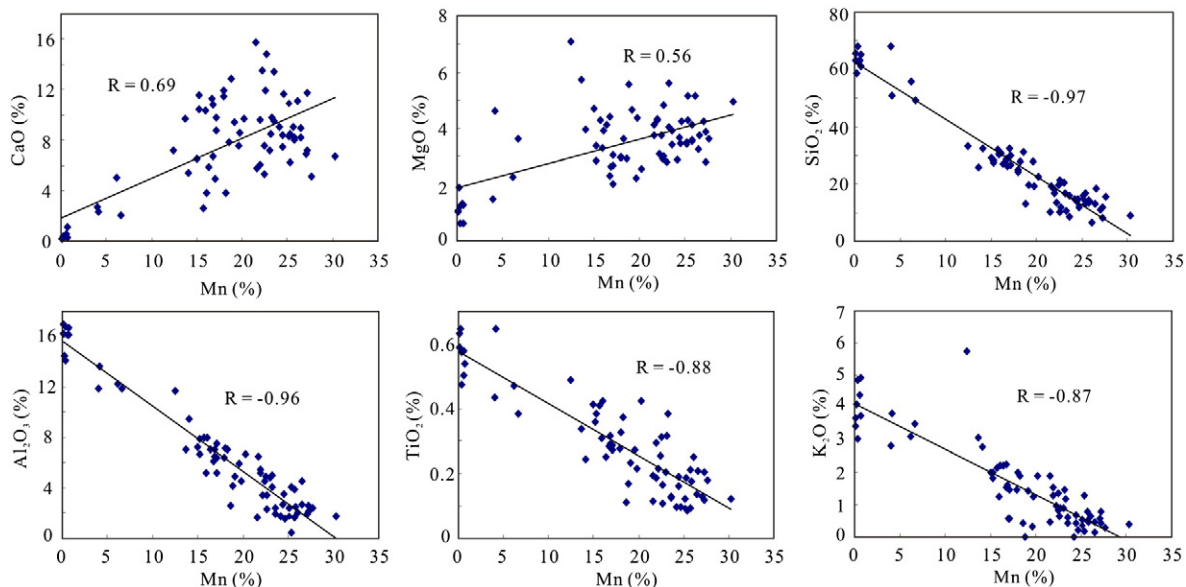 CaO (%)
16
12
8
4
0
R = 0.69
0 5 10 15 20 25 30 35
Mn (%)
MgO (%)
8
6
4
2
0
R = 0.56
0 5 10 15 20 25 30 35
Mn (%)
SiO₂ (%)
80
60
40
20
0
R = -0.97
0 5 10 15 20 25 30 35
Mn (%)
Al₂O₃ (%)
16
12
8
4
0
R = -0.96
0 5 10 15 20 25 30 35
Mn (%)
TiO₂ (%)
0.6
0.4
0.2
0
R = -0.88
0 5 10 15 20 25 30 35
Mn (%)
K₂O (%)
7
6
5
4
3
2
1
0
R = -0.87
0 5 10 15 20 25 30 35
Mn (%)